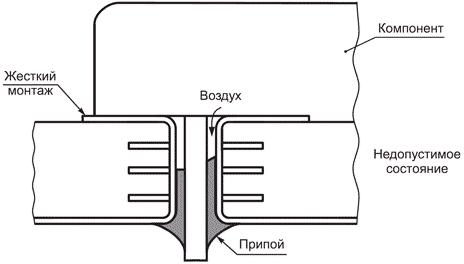 Компонент
Жесткий
монтаж
Воздух
Недопустимое
состояние
Припой